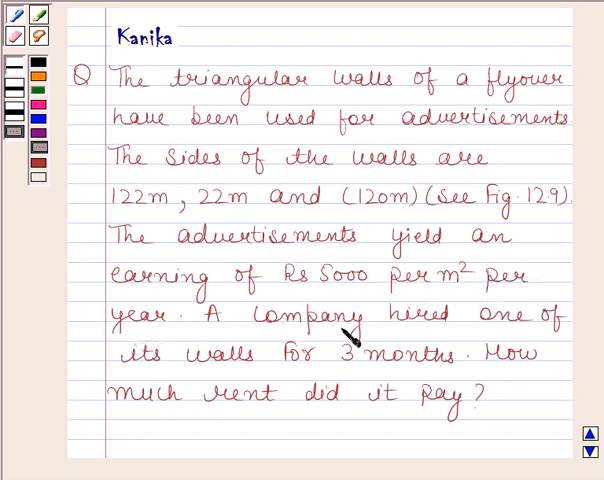 Kanika
Q The triangular walls of a flyover
have been used for advertisements
The sides of the walls are
122m, 22m and (120m) (see Fig. 12.9).
The advertisements yield an
earning of Rs 5000 per m² per
year. A company hired one of
its walls for 3 months. How
much rent did it pay?